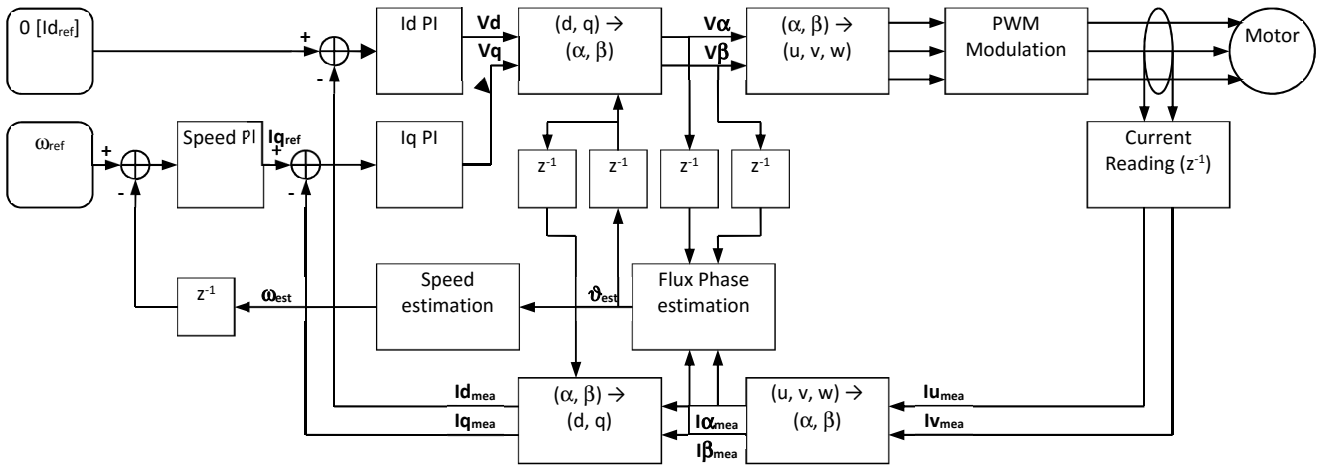 0 [Idref]
+
-
Id PI
Vd
Vq
(d, q) →
(α, β)
Vα
Vβ
(α, β) →
(u, v, w)
PWM
Modulation
Motor
ωref
+
-
Speed PI
Iqref
+
-
Iq PI
z-1
z-1
z-1
z-1
Current
Reading (z-1)
z-1
ωest
Speed
estimation
ϑest
Flux Phase
estimation
Idmea
Iqmea
(α, β) →
(d, q)
Iαmea
Iβmea
(u, v, w) →
(α, β)
Iumea
Ivmea